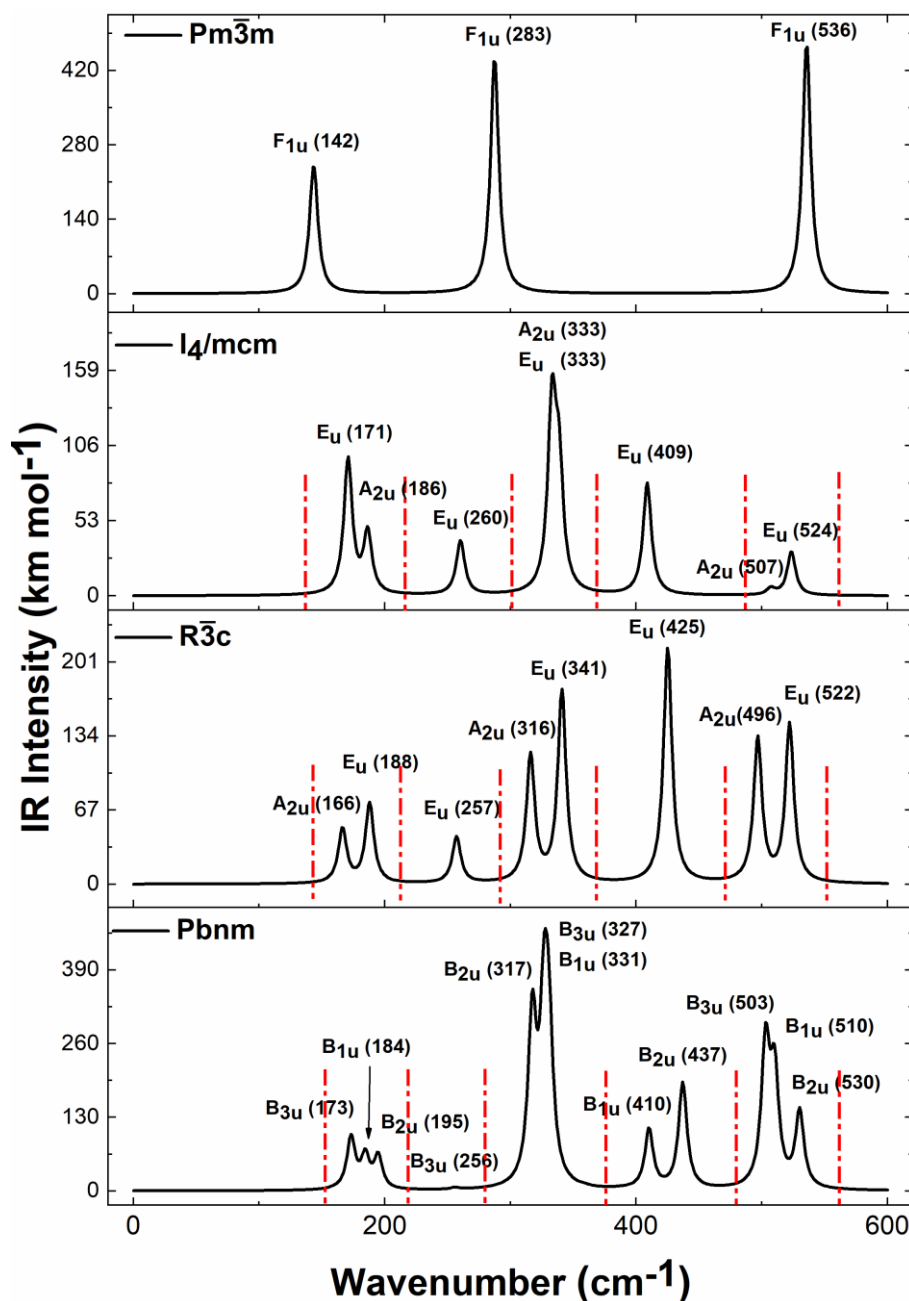 Pm3̅m
F1u (142)
F1u (283)
F1u (536)
420
280
140
0
I4/mcm
Eu (171)
A2u (186)
Eu (260)
A2u (333)
Eu (333)
Eu (409)
A2u (507)
Eu (524)
159
106
53
0
R3̅c
A2u (166)
Eu (188)
Eu (257)
A2u (316)
Eu (341)
Eu (425)
A2u(496)
Eu (522)
201
134
67
0
Pbnm
B3u (173)
B1u (184)
B2u (195)
B3u (256)
B2u (317)
B3u (327)
B1u (331)
B1u (410)
B2u (437)
B3u (503)
B1u (510)
B2u (530)
390
260
130
0
0 200 400 600
IR Intensity (km mol-1)
Wavenumber (cm-1)